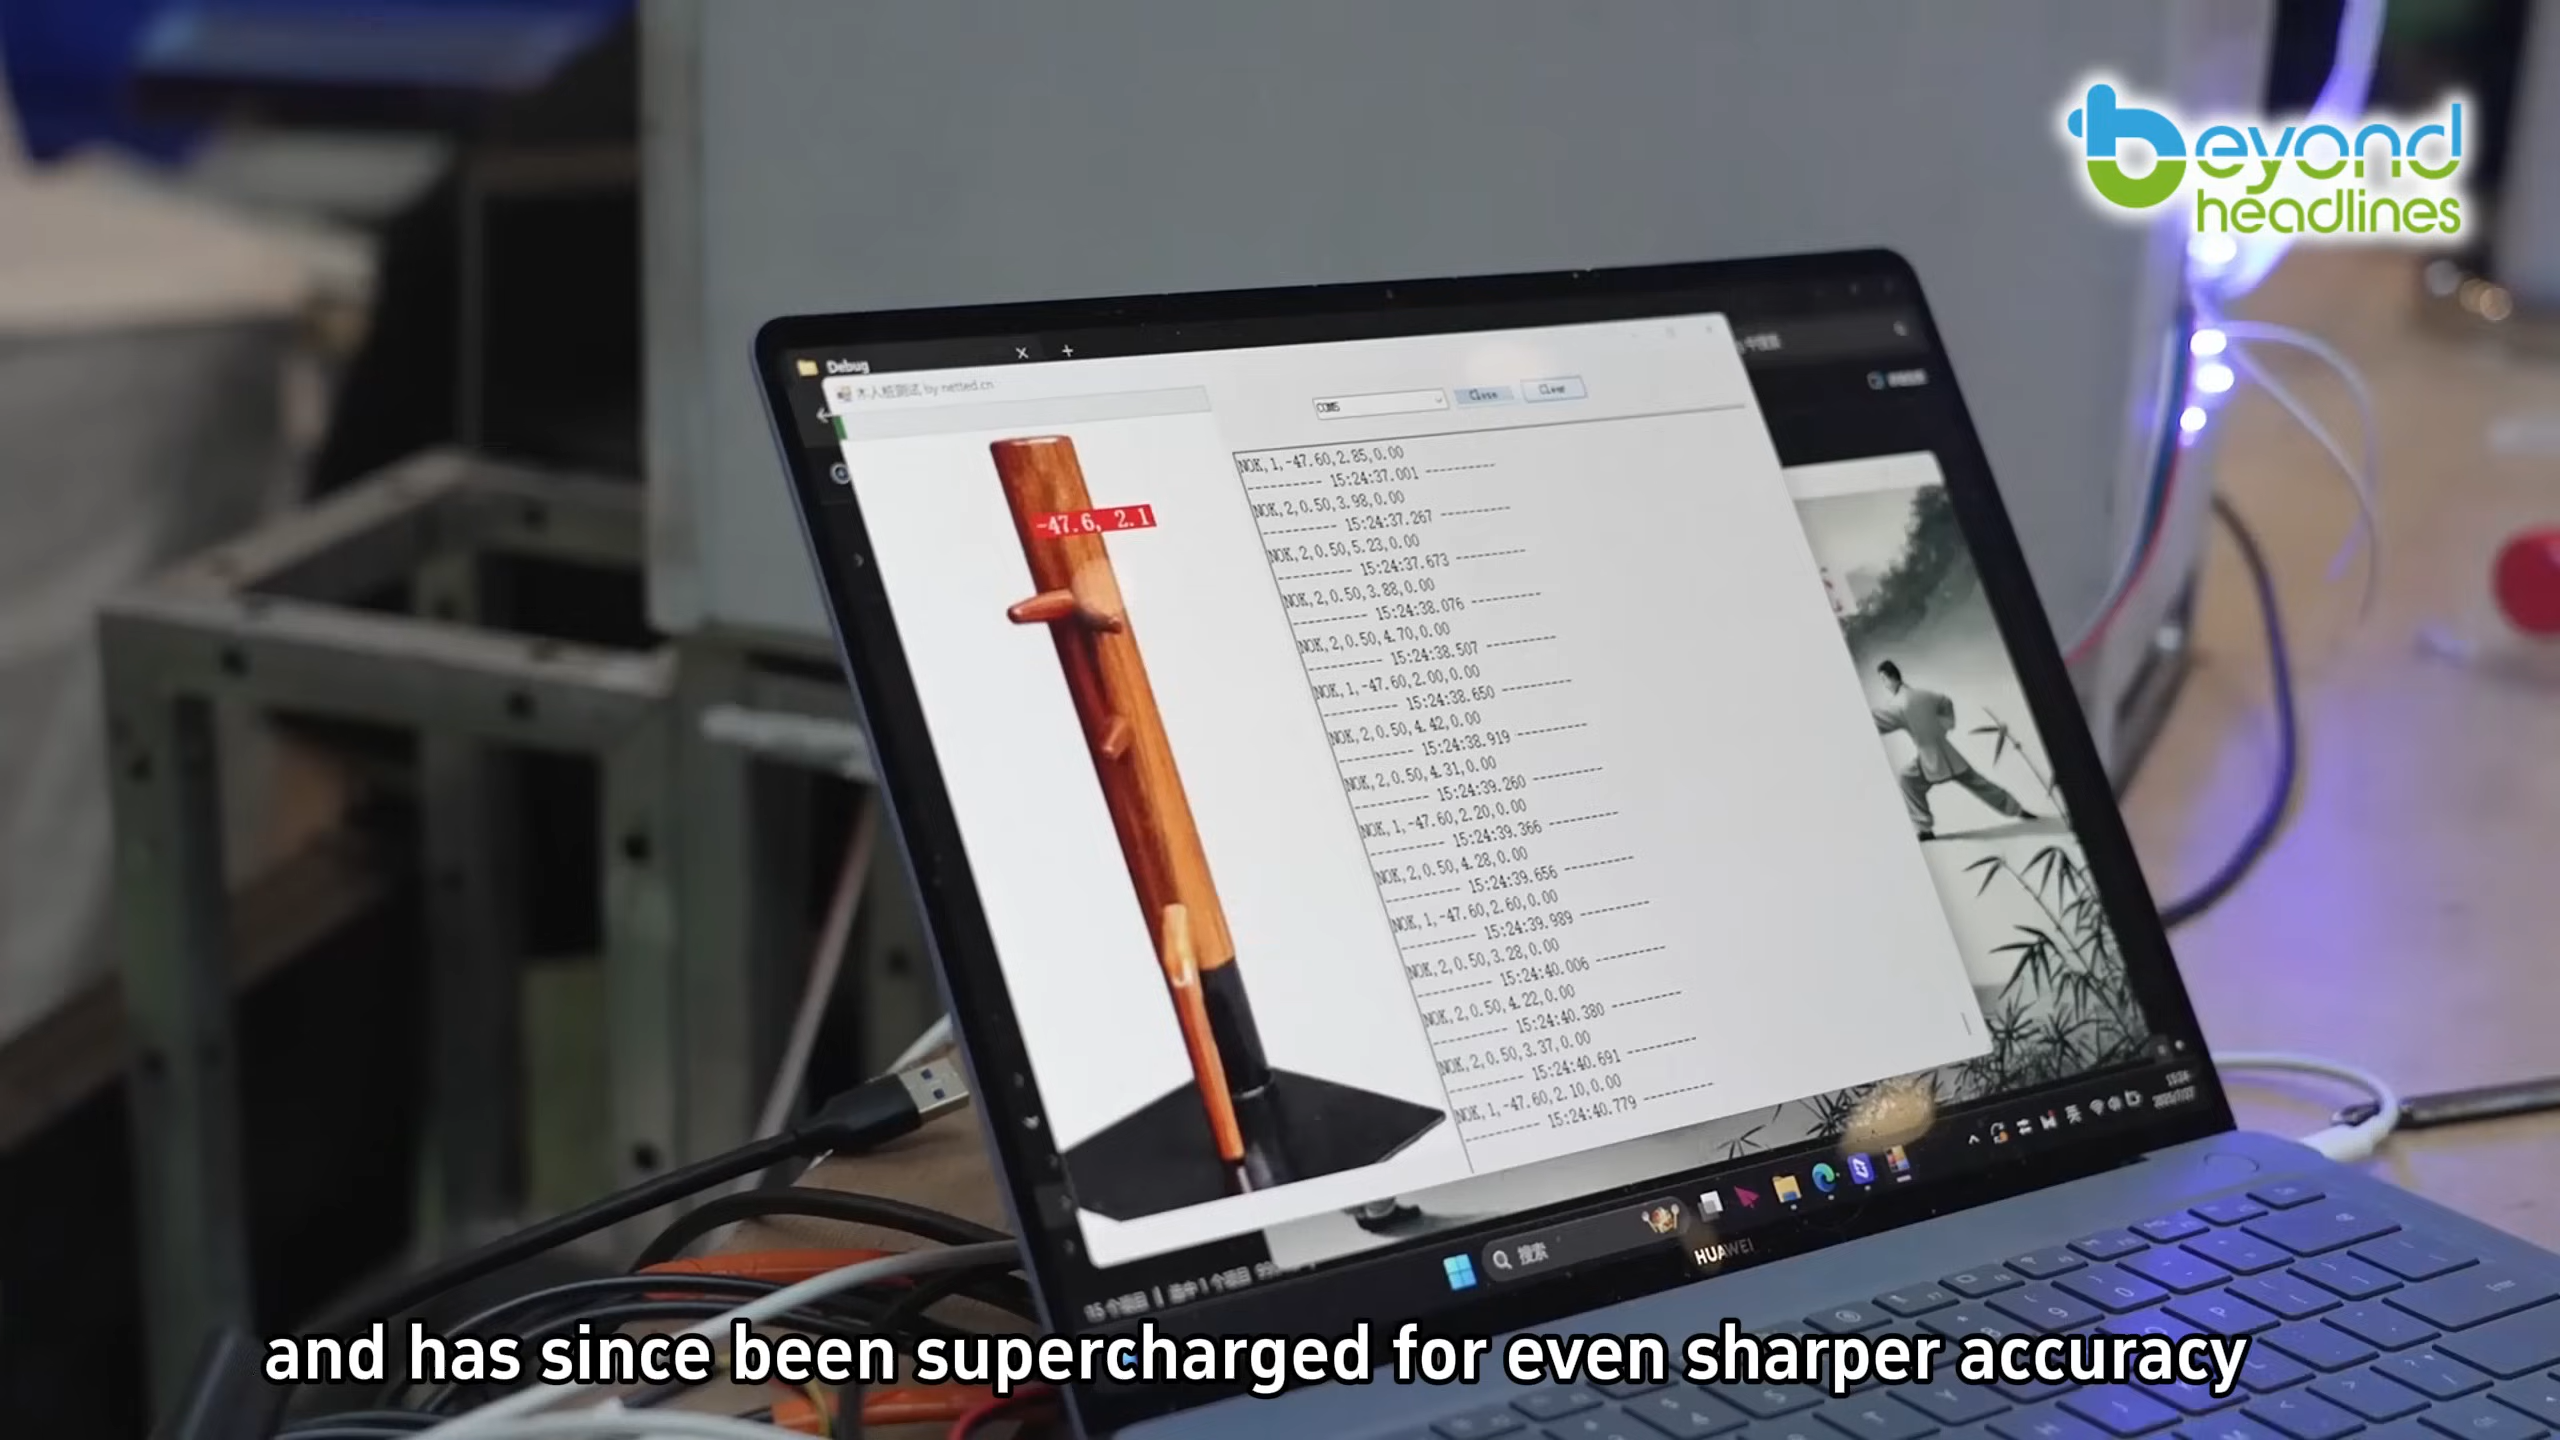 beyond
headlines
Debug
木人桩测试 by netted.cn
COM5
Close
Clear
-47.6, 2.1
NOK,1,-47.60,2.85,0.00
---------- 15:24:37.001 ----------
NOK,2,0.50,3.98,0.00
---------- 15:24:37.267 ----------
NOK,2,0.50,5.23,0.00
---------- 15:24:37.673 ----------
NOK,2,0.50,3.88,0.00
---------- 15:24:38.076 ----------
NOK,2,0.50,4.70,0.00
---------- 15:24:38.507 ----------
NOK,1,-47.60,2.00,0.00
---------- 15:24:38.650 ----------
NOK,2,0.50,4.42,0.00
---------- 15:24:38.919 ----------
NOK,2,0.50,4.31,0.00
---------- 15:24:39.260 ----------
NOK,1,-47.60,2.20,0.00
---------- 15:24:39.366 ----------
NOK,2,0.50,4.28,0.00
---------- 15:24:39.656 ----------
NOK,1,-47.60,2.60,0.00
---------- 15:24:39.989 ----------
NOK,2,0.50,3.28,0.00
---------- 15:24:40.006 ----------
NOK,2,0.50,4.22,0.00
---------- 15:24:40.380 ----------
NOK,2,0.50,3.37,0.00
---------- 15:24:40.691 ----------
NOK,1,-47.60,2.10,0.00
---------- 15:24:40.779 ----------
15 个项目 | 选中 1 个项目
搜索
英
HUAWEI
and has since been supercharged for even sharper accuracy